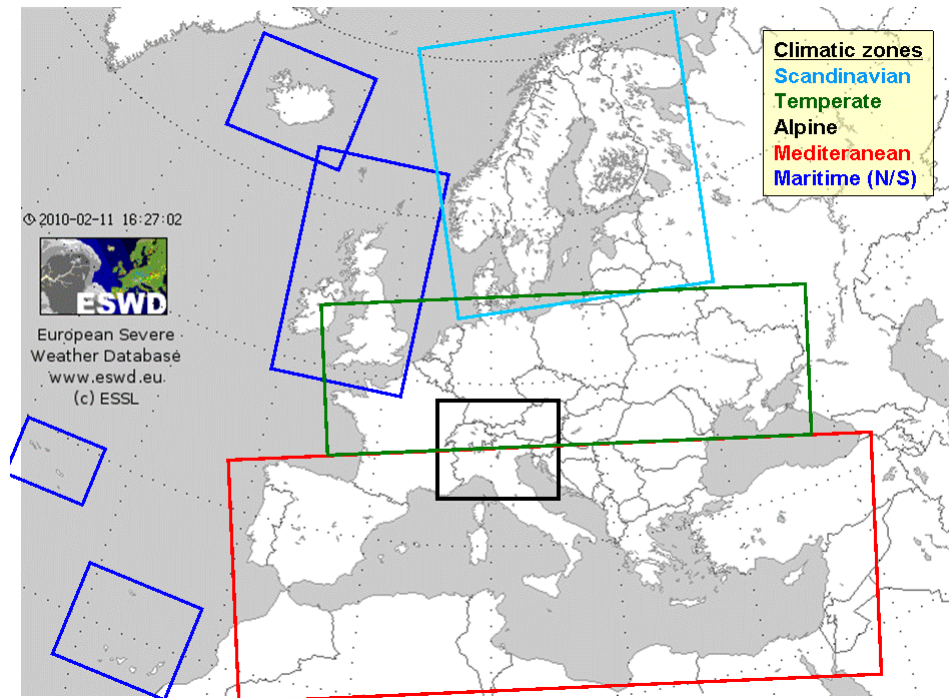 Climatic zones
Scandinavian
Temperate
Alpine
Mediteranean
Maritime (N/S)
2010-02-11 16:27:02
ESWD
European Severe
Weather Database
www.eswd.eu
(c) ESSL